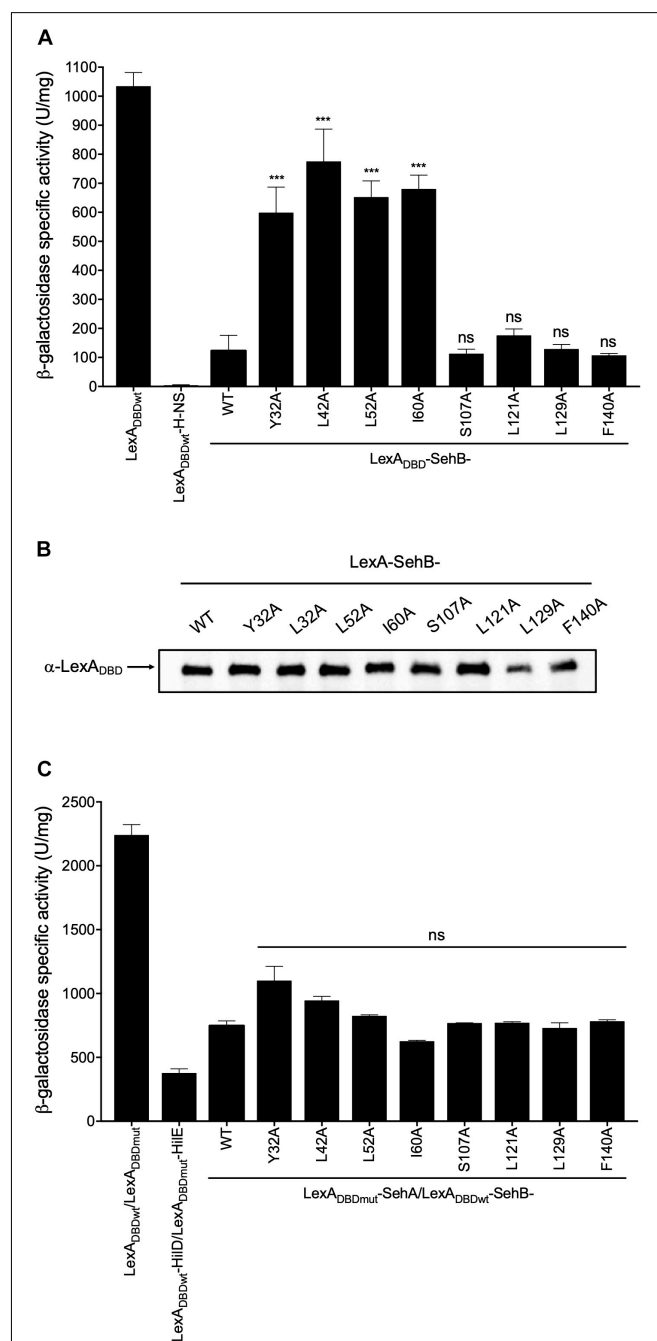 A
β-galactosidase specific activity (U/mg)
1100
1000
900
800
700
600
500
400
300
200
100
0
***
***
***
***
ns
ns
ns
ns
LexADBDwt
LexADBDwt-H-NS
WT
Y32A
L42A
L52A
I60A
S107A
L121A
L129A
F140A
LexADBD-SehB-
B
LexA-SehB-
WT
Y32A
L32A
L52A
I60A
S107A
L121A
L129A
F140A
α-LexADBD
C
β-galactosidase specific activity (U/mg)
2500
2000
1500
1000
500
0
ns
LexADBDwt/LexADBDmut
LexADBDwt-HilD/LexADBDmut-HilE
WT
Y32A
L42A
L52A
I60A
S107A
L121A
L129A
F140A
LexADBDmut-SehA/LexADBDwt-SehB-